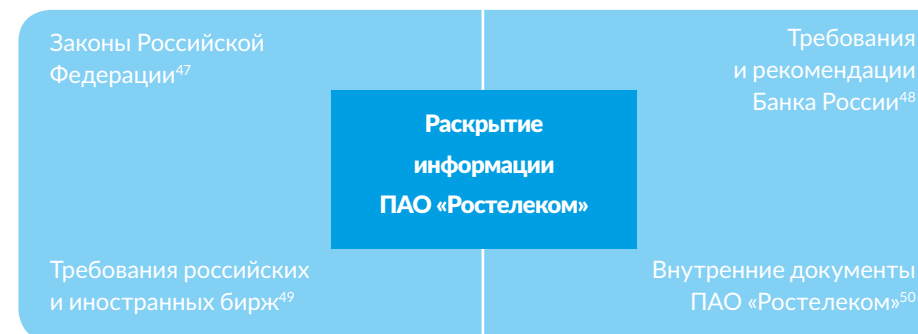 Законы Российской
Федерации⁴⁷
Требования
и рекомендации
Банка России⁴⁸
Раскрытие
информации
ПАО «Ростелеком»
Требования российских
и иностранных бирж⁴⁹
Внутренние документы
ПАО «Ростелеком»⁵⁰